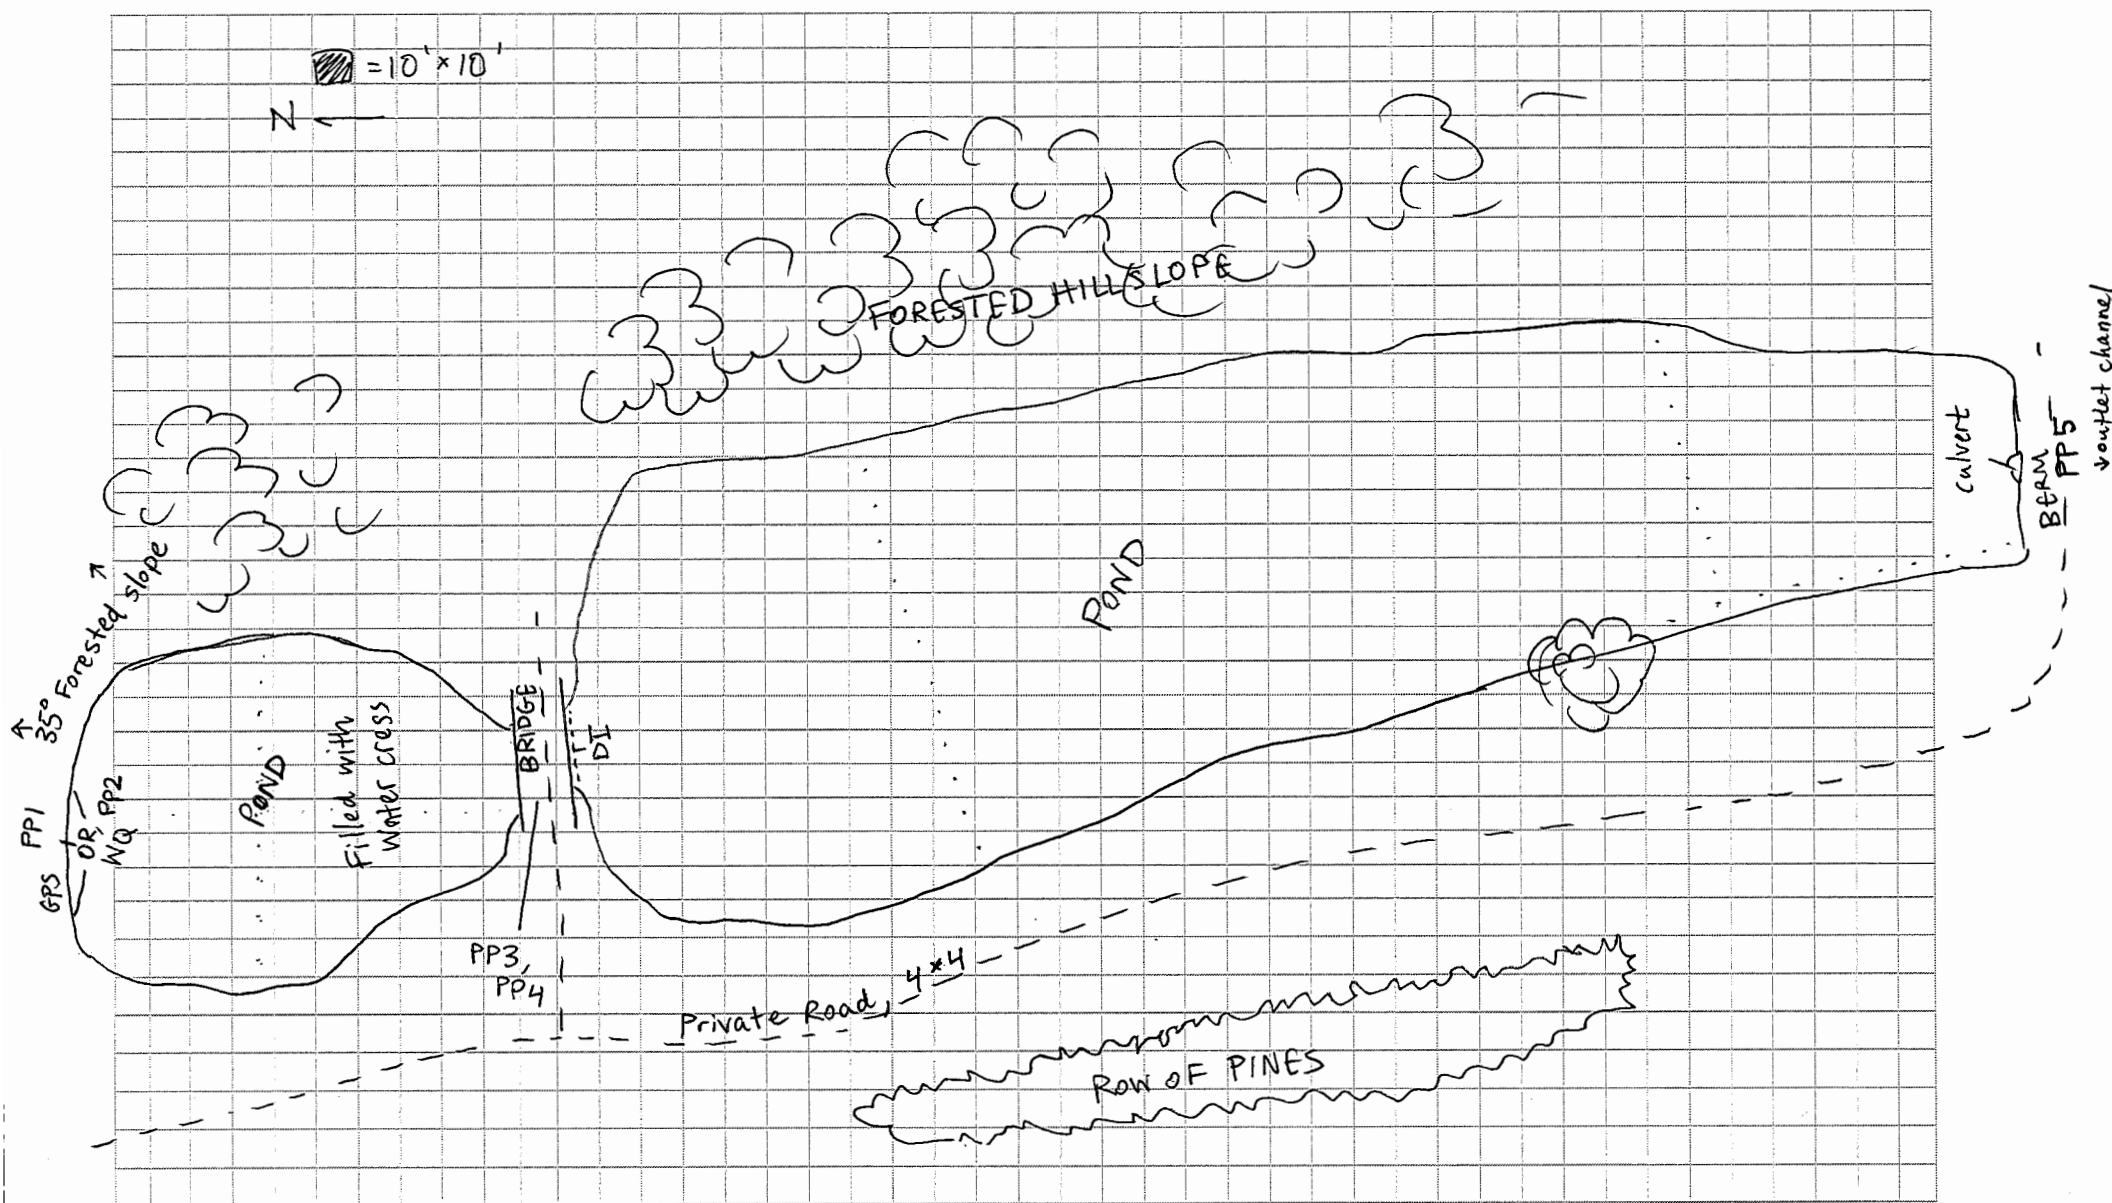 = 10' × 10'
N
FORESTED HILLSLOPE
35° Forested slope
POND
culvert
BERM
PP5
outlet channel
BRIDGE
DI
PP1
GPS
OR, PP2
WQ
POND
Filled with
Water cress
PP3,
PP4
Private Road, 4×4
ROW OF PINES